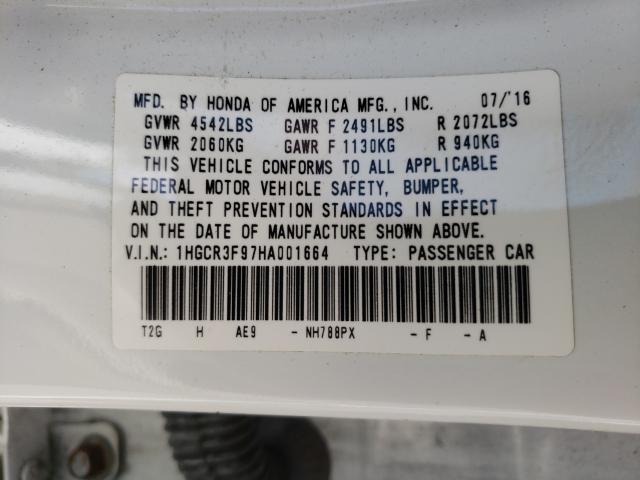 MFD. BY HONDA OF AMERICA MFG., INC. 07/'16
GVWR 4542LBS GAWR F 2491LBS R 2072LBS
GVWR 2060KG GAWR F 1130KG R 940KG
THIS VEHICLE CONFORMS TO ALL APPLICABLE
FEDERAL MOTOR VEHICLE SAFETY, BUMPER,
AND THEFT PREVENTION STANDARDS IN EFFECT
ON THE DATE OF MANUFACTURE SHOWN ABOVE.
V.I.N.: 1HGCR3F97HA001664 TYPE: PASSENGER CAR
T2G H AE9 - NH788PX - F - A